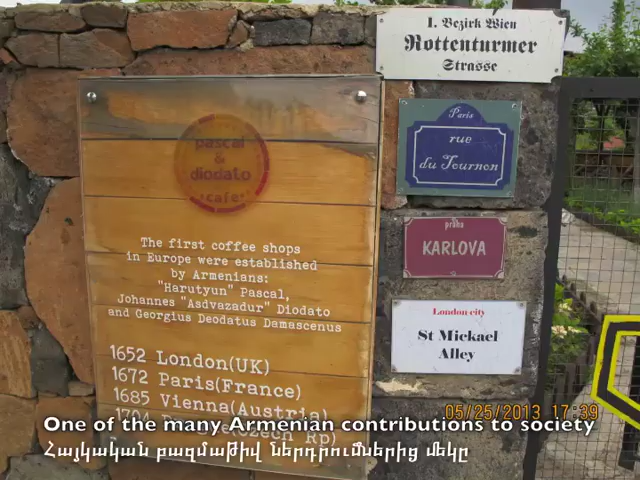 I. Bezirk Wien
Rottenturmer
Strasse
Paris
rue
du Tournon
praha
KARLOVA
London city
St Mickael
Alley
pascal
&
diodato
·cafe·
The first coffee shops
in Europe were established
by Armenians:
"Harutyun" Pascal,
Johannes "Asdvazadur" Diodato
and Georgius Deodatus Damascenus
1652 London(UK)
1672 Paris(France)
1685 Vienna(Austria)
1704
05/25/2013 17:39
One of the many Armenian contributions to society
Հայկական բազմաթիվ ներդրումներից մեկը